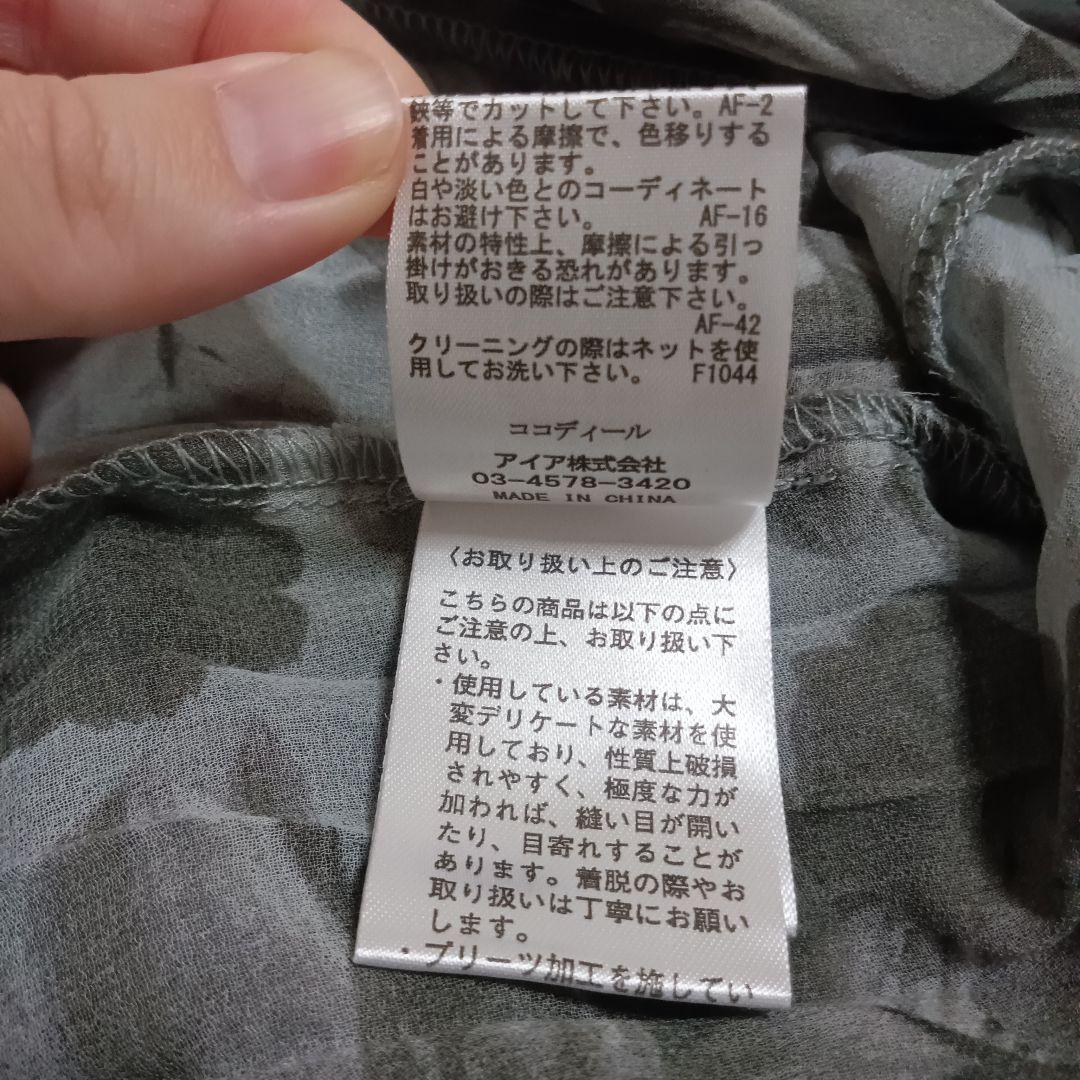 鋏等でカットして下さい。AF-2
着用による摩擦で、色移りする
ことがあります。
白や淡い色とのコーディネート
はお避け下さい。 AF-16
素材の特性上、摩擦による引っ
掛けがおきる恐れがあります。
取り扱いの際はご注意下さい。
AF-42
クリーニングの際はネットを使
用してお洗い下さい。 F1044
ココディール
アイア株式会社
03-4578-3420
MADE IN CHINA
〈お取り扱い上のご注意〉
こちらの商品は以下の点に
ご注意の上、お取り扱い下
さい。
・使用している素材は、大
変デリケートな素材を使
用しており、性質上破損
されやすく、極度な力が
加われば、縫い目が開い
たり、目寄れすることが
あります。着脱の際やお
取り扱いは丁寧にお願い
します。
・プリーツ加工を施してい